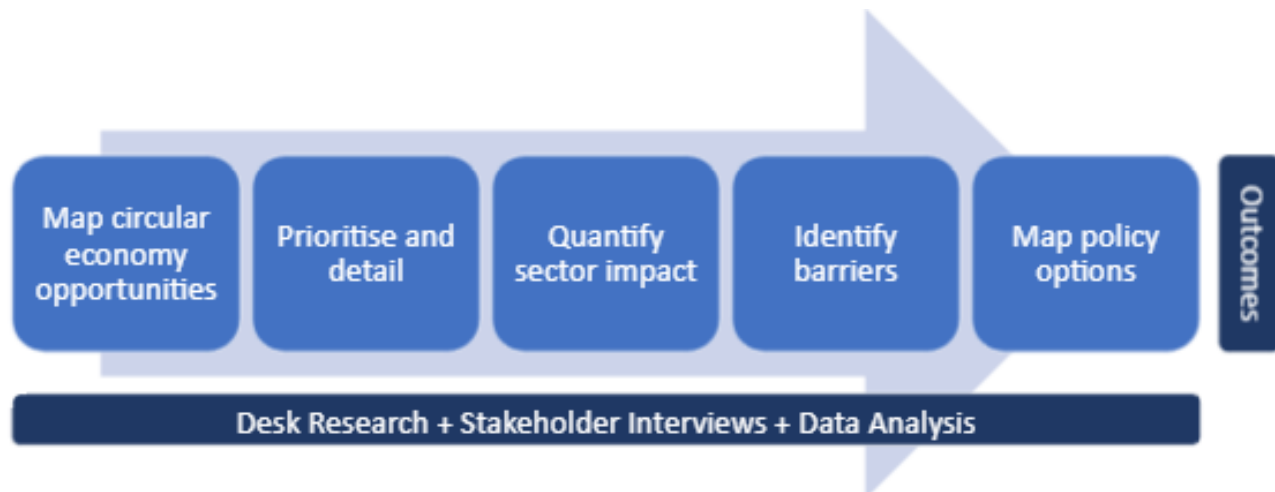 Map circular
economy
opportunities
Prioritise and
detail
Quantify
sector impact
Identify
barriers
Map policy
options
Outcomes
Desk Research + Stakeholder Interviews + Data Analysis